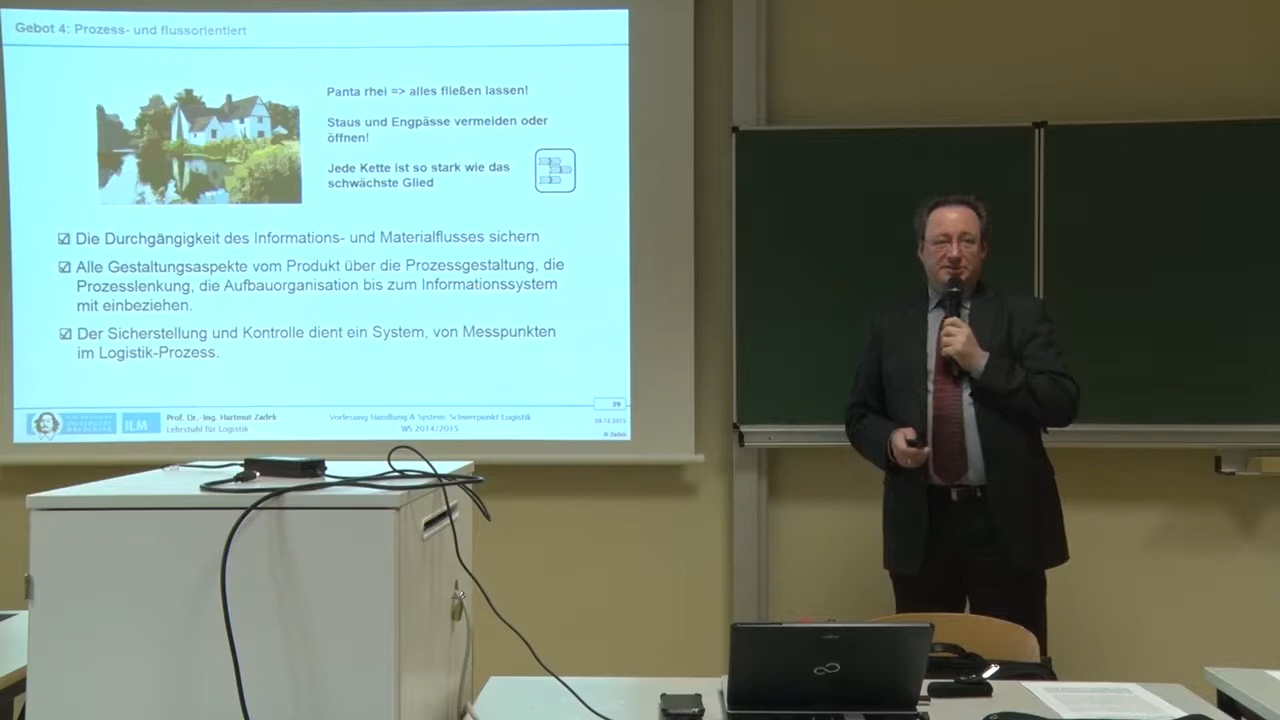 Gebot 4: Prozess- und flussorientiert
Panta rhei => alles fließen lassen!
Staus und Engpässe vermeiden oder
öffnen!
Jede Kette ist so stark wie das
schwächste Glied
Die Durchgängigkeit des Informations- und Materialflusses sichern
Alle Gestaltungsaspekte vom Produkt über die Prozessgestaltung, die
Prozesslenkung, die Aufbauorganisation bis zum Informationssystem
mit einbeziehen.
Der Sicherstellung und Kontrolle dient ein System, von Messpunkten
im Logistik-Prozess.
39
ILM
Prof. Dr.-Ing. Hartmut Zadek
Lehrstuhl für Logistik
Vorlesung Handlung & System: Schwerpunkt Logistik
WS 2014/2015
© Zadek